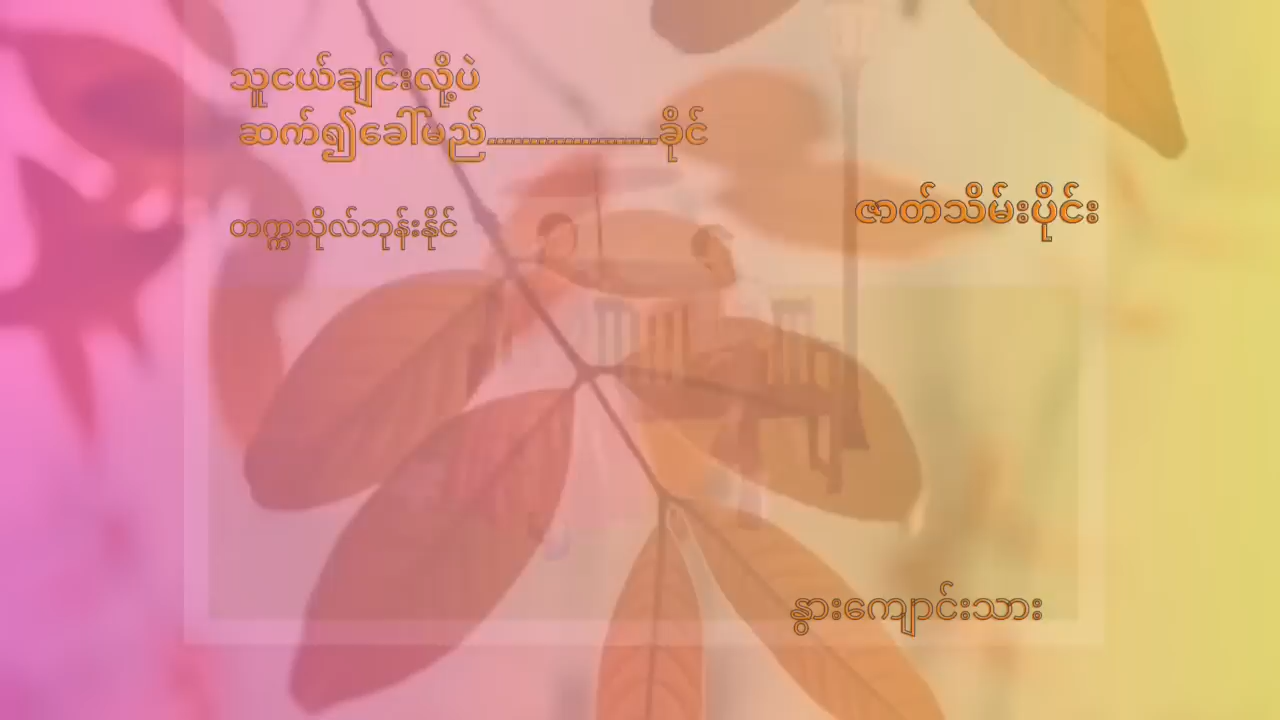 သူငယ်ချင်းလို့ပဲ
ဆက်၍ခေါ်မည်........................ခိုင်
ဇာတ်သိမ်းပိုင်း
တက္ကသိုလ်ဘုန်းနိုင်
နွားကျောင်းသား